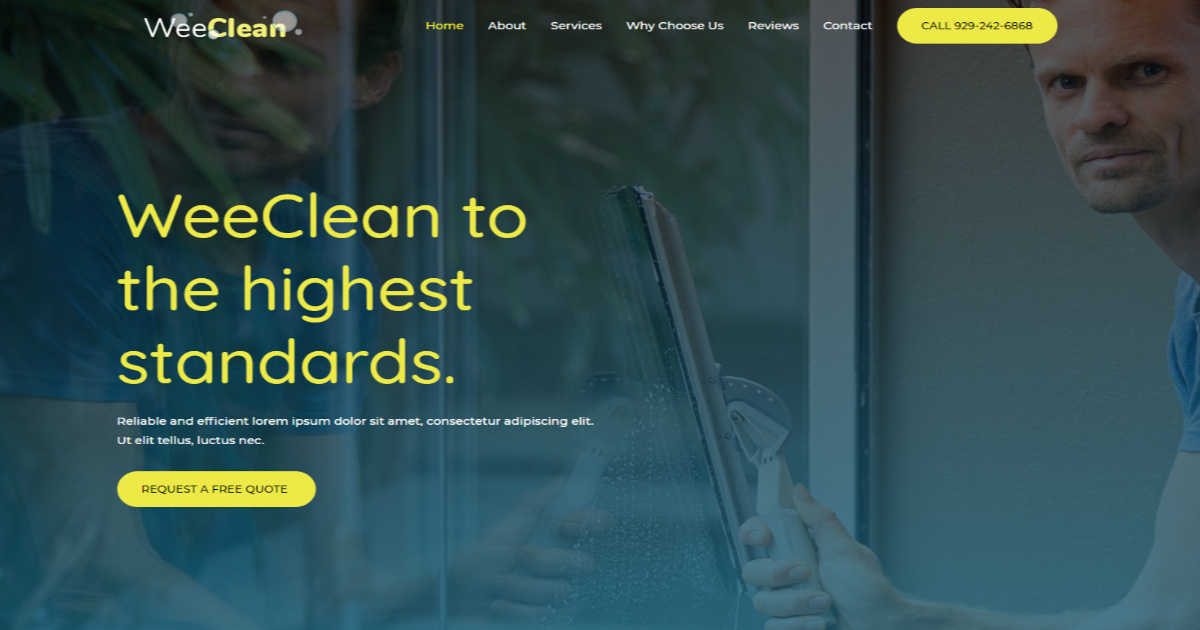 WeeClean
Home About Services Why Choose Us Reviews Contact CALL 929-242-6868
WeeClean to
the highest
standards.
Reliable and efficient lorem ipsum dolor sit amet, consectetur adipiscing elit.
Ut elit tellus, luctus nec.
REQUEST A FREE QUOTE